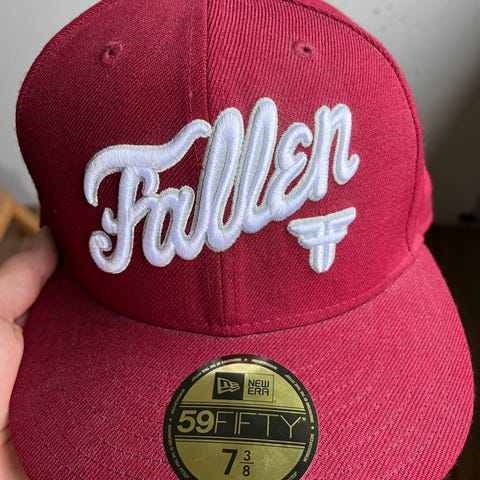 Fallen
NEW ERA
59FIFTY
7 3/8